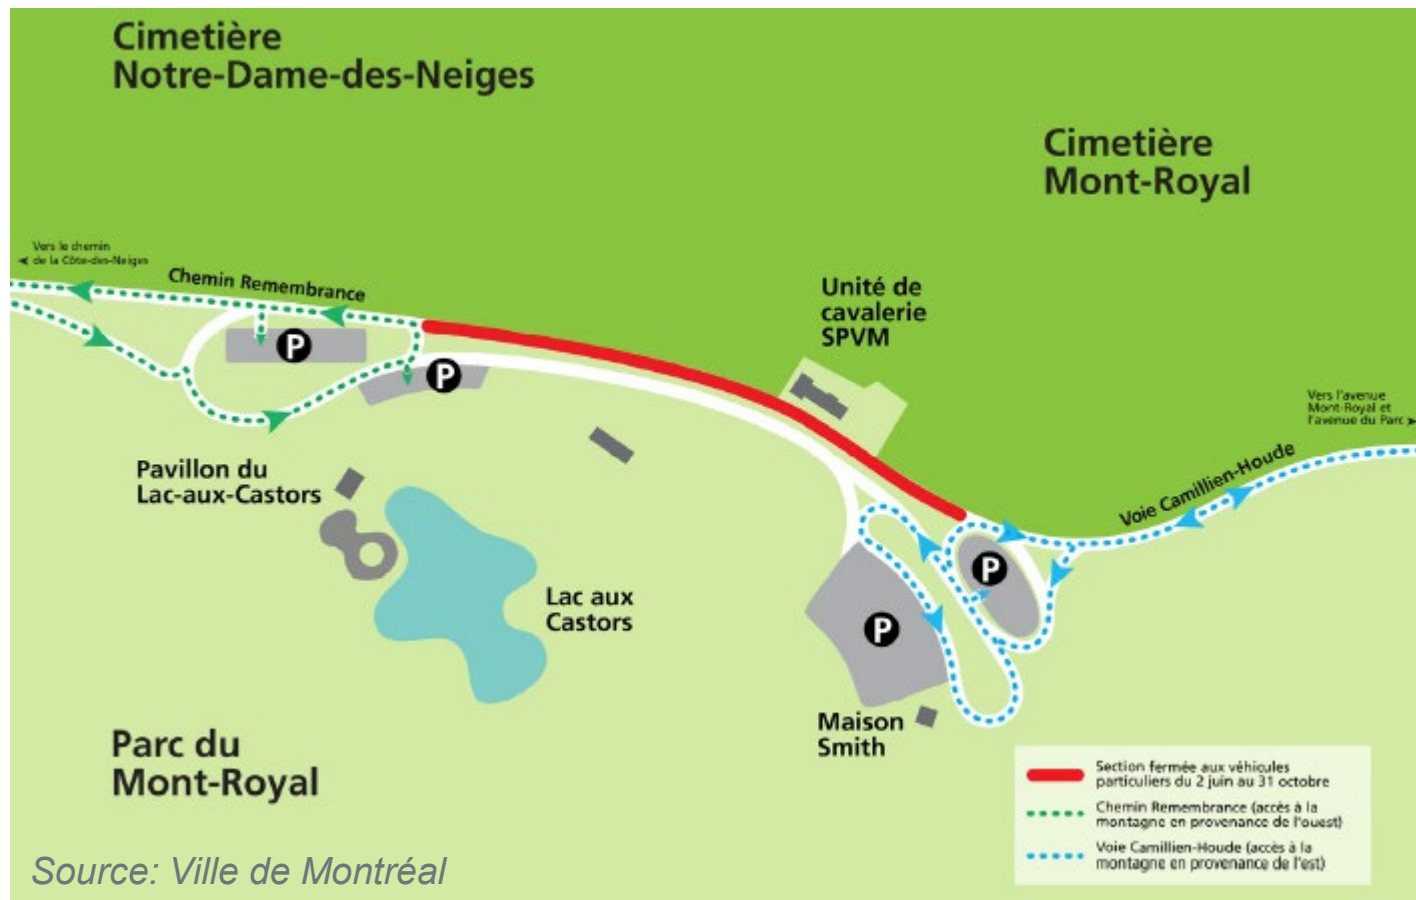 Cimetière
Notre-Dame-des-Neiges
Cimetière
Mont-Royal
Vers le chemin
de la Côte-des-Neiges
Chemin Remembrance
Unité de
cavalerie
SPVM
P
P
Vers l'avenue
Mont-Royal et
l'avenue du Parc
Voie Camillien-Houde
Pavillon du
Lac-aux-Castors
P
Lac aux
Castors
P
Maison
Smith
Parc du
Mont-Royal
Section fermée aux véhicules
particuliers du 2 juin au 31 octobre
Chemin Remembrance (accès à la
montagne en provenance de l'ouest)
Voie Camillien-Houde (accès à la
montagne en provenance de l'est)
Source: Ville de Montréal